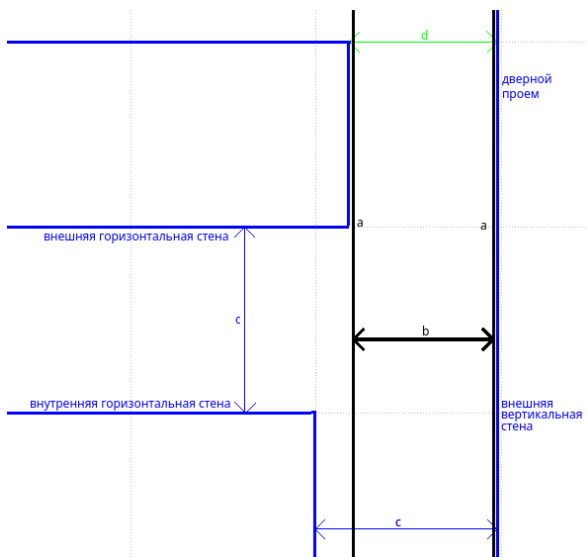 d
дверной
проем
a
a
внешняя горизонтальная стена
c
b
внутренняя горизонтальная стена
внешняя
вертикальная
стена
c